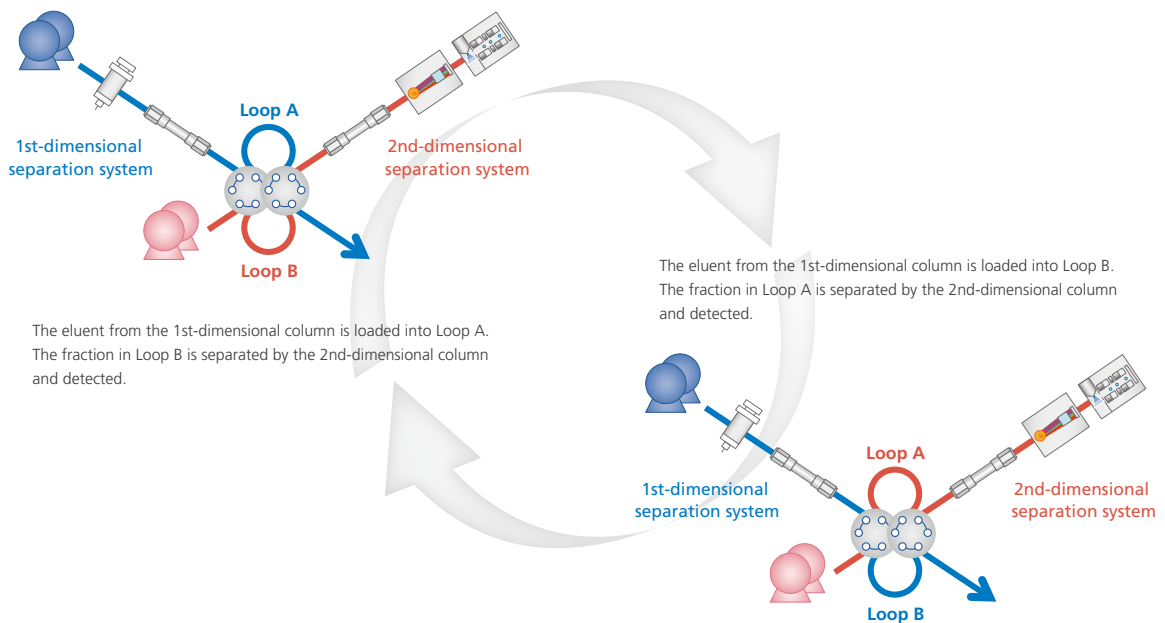 Loop A
1st-dimensional
separation system
2nd-dimensional
separation system
Loop B
The eluent from the 1st-dimensional column is loaded into Loop A.
The fraction in Loop B is separated by the 2nd-dimensional column
and detected.
The eluent from the 1st-dimensional column is loaded into Loop B.
The fraction in Loop A is separated by the 2nd-dimensional column
and detected.
Loop A
1st-dimensional
separation system
2nd-dimensional
separation system
Loop B